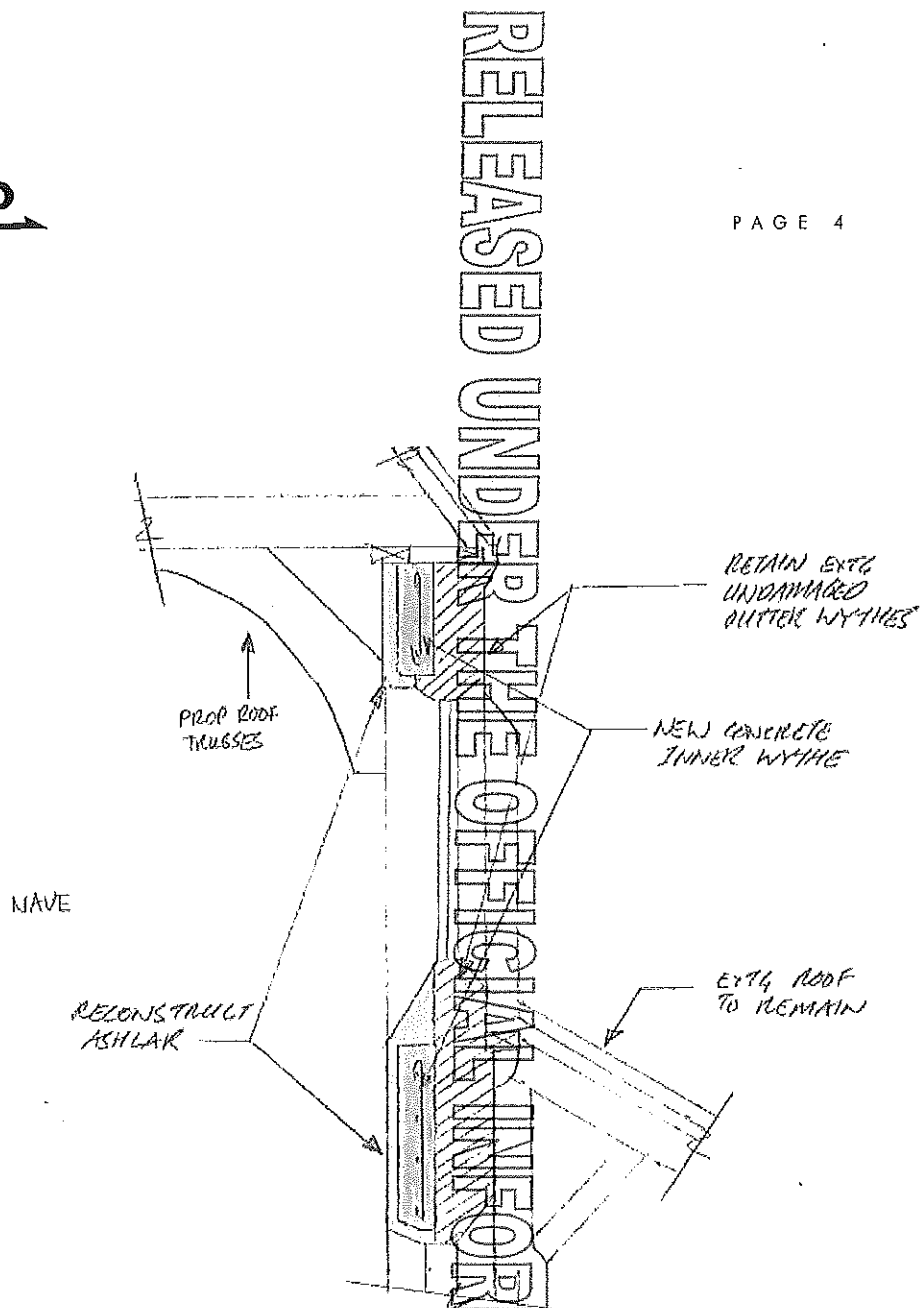 PAGE 4
RELEASED UNDER THE OFFICIAL INFOR
RETAIN EXTG
UNDAMAGED
OUTTER WYTHES
PROP ROOF
TRUSSES
NEW CONCRETE
INNER WYTHE
NAVE
EXTG ROOF
TO REMAIN
RECONSTRUCT
ASHLAR